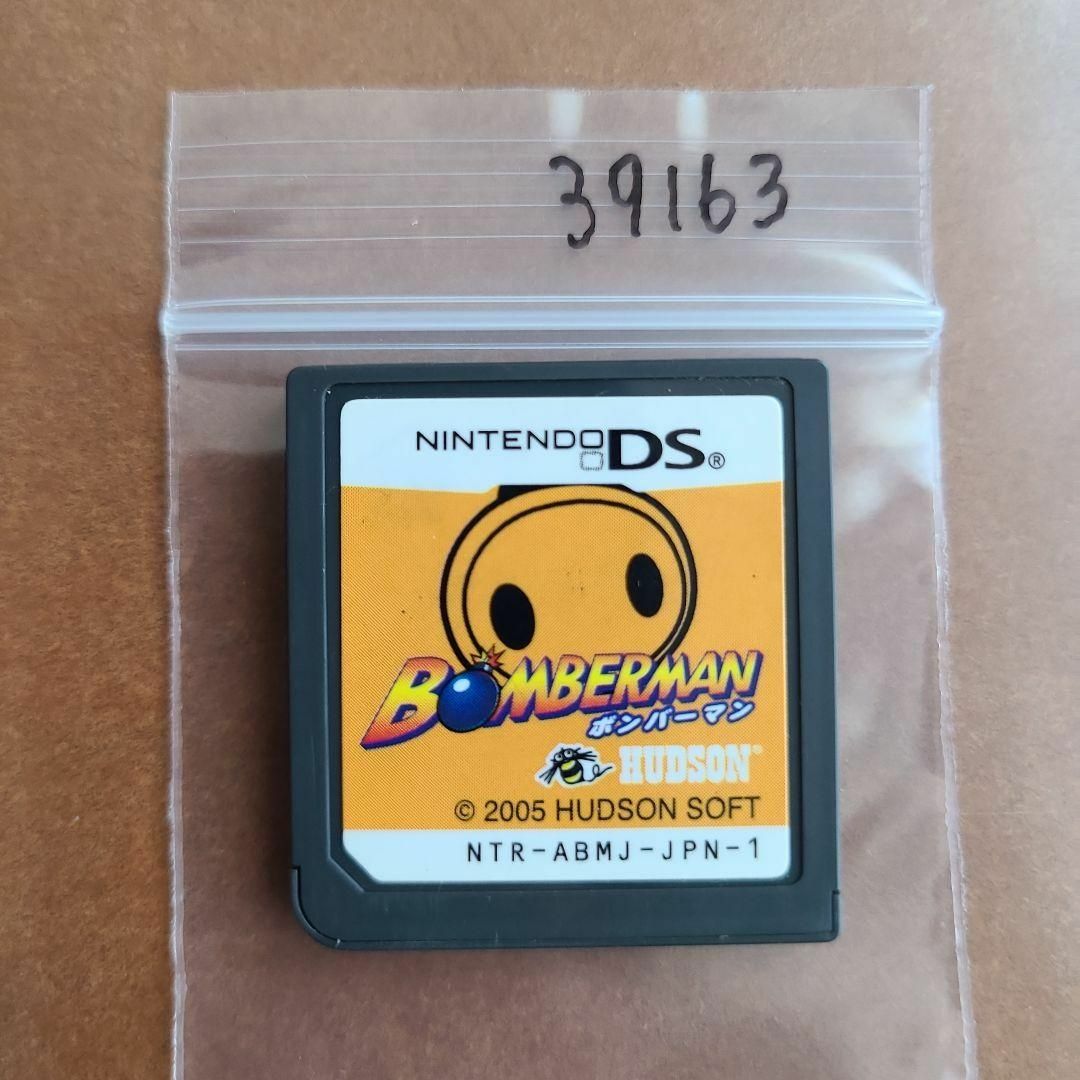 39163
NINTENDO DS®
BOMBERMAN
ボンバーマン
HUDSON®
© 2005 HUDSON SOFT
NTR-ABMJ-JPN-1